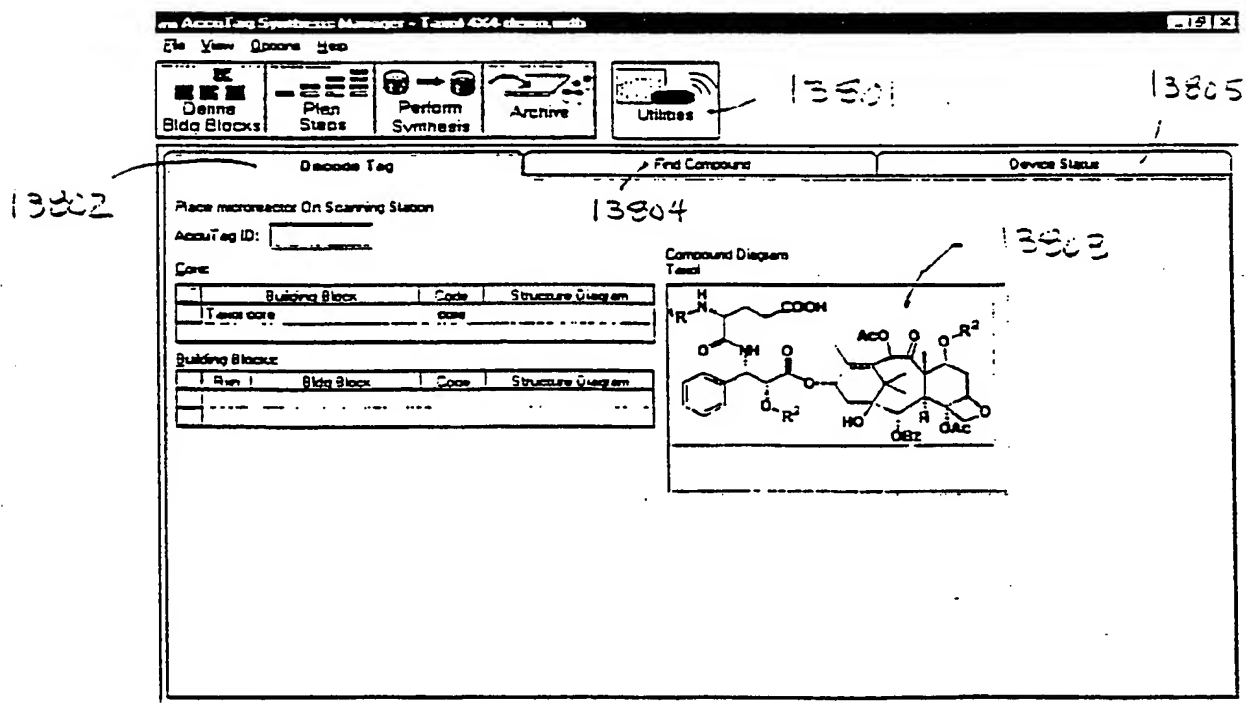 AccuTag Synthesis Manager - Taxol 4X4 demo.mdb
File View Options Help
Define Bldg Blocks
Plan Steps
Perform Synthesis
Archive
Utilities
13801
13805
Decode Tag
Find Compound
Device Status
13802
13804
13803
Place microreactor On Scanning Station
AccuTag ID:
Core:
Building Block Code Structure Diagram
Taxol core core
Building Blocks:
Rxn Bldg Block Code Structure Diagram
Compound Diagram
Taxol
H
N
R
COOH
O
NH
O
O
O
R²
AcO
O
O
R²
HO
OBz
H
OAc
O